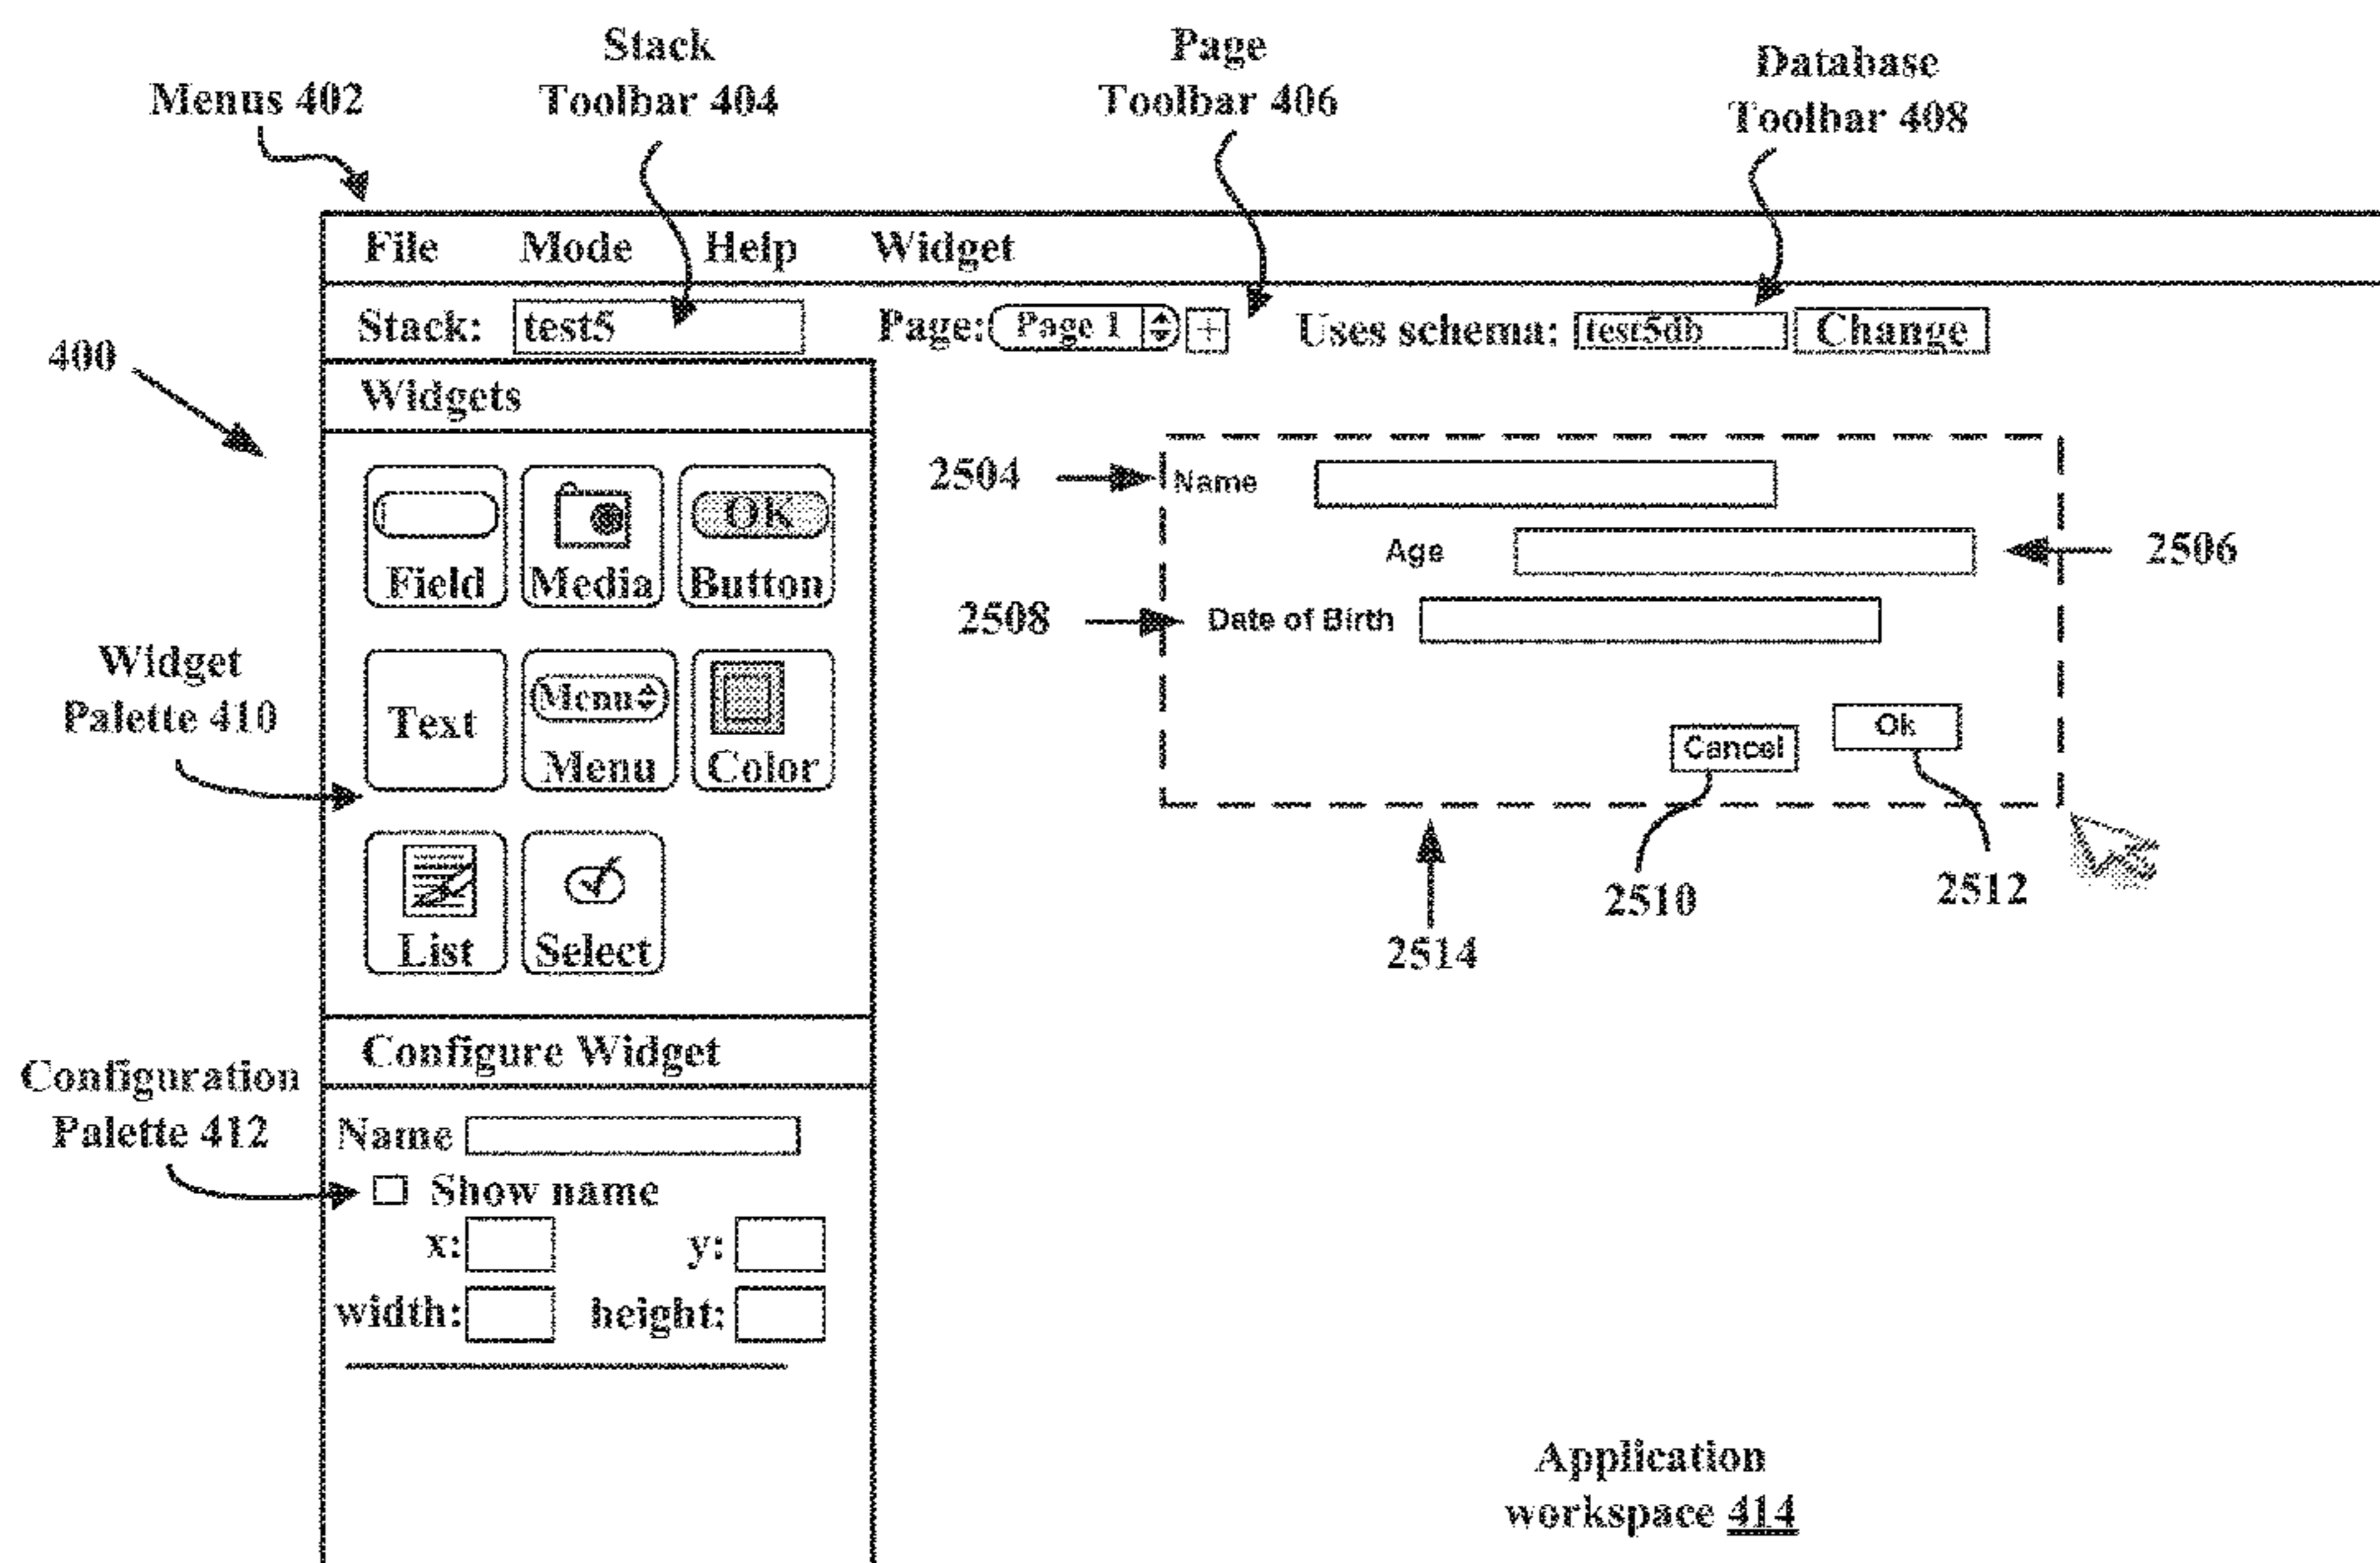 Stack
Toolbar 404
Page
Toolbar 406
Database
Toolbar 408
Menus 402
File Mode Help Widget
Stack: test5 Page: Page 1 + Uses schema: test5db Change
400
Widgets
Field
Media
OK
Button
Text
Menu
Menu
Color
List
Select
Widget
Palette 410
2504
Name
Age
2506
2508
Date of Birth
Cancel
Ok
2510
2512
2514
Configure Widget
Configuration
Palette 412
Name
Show name
x: y:
width: height:
Application
workspace 414